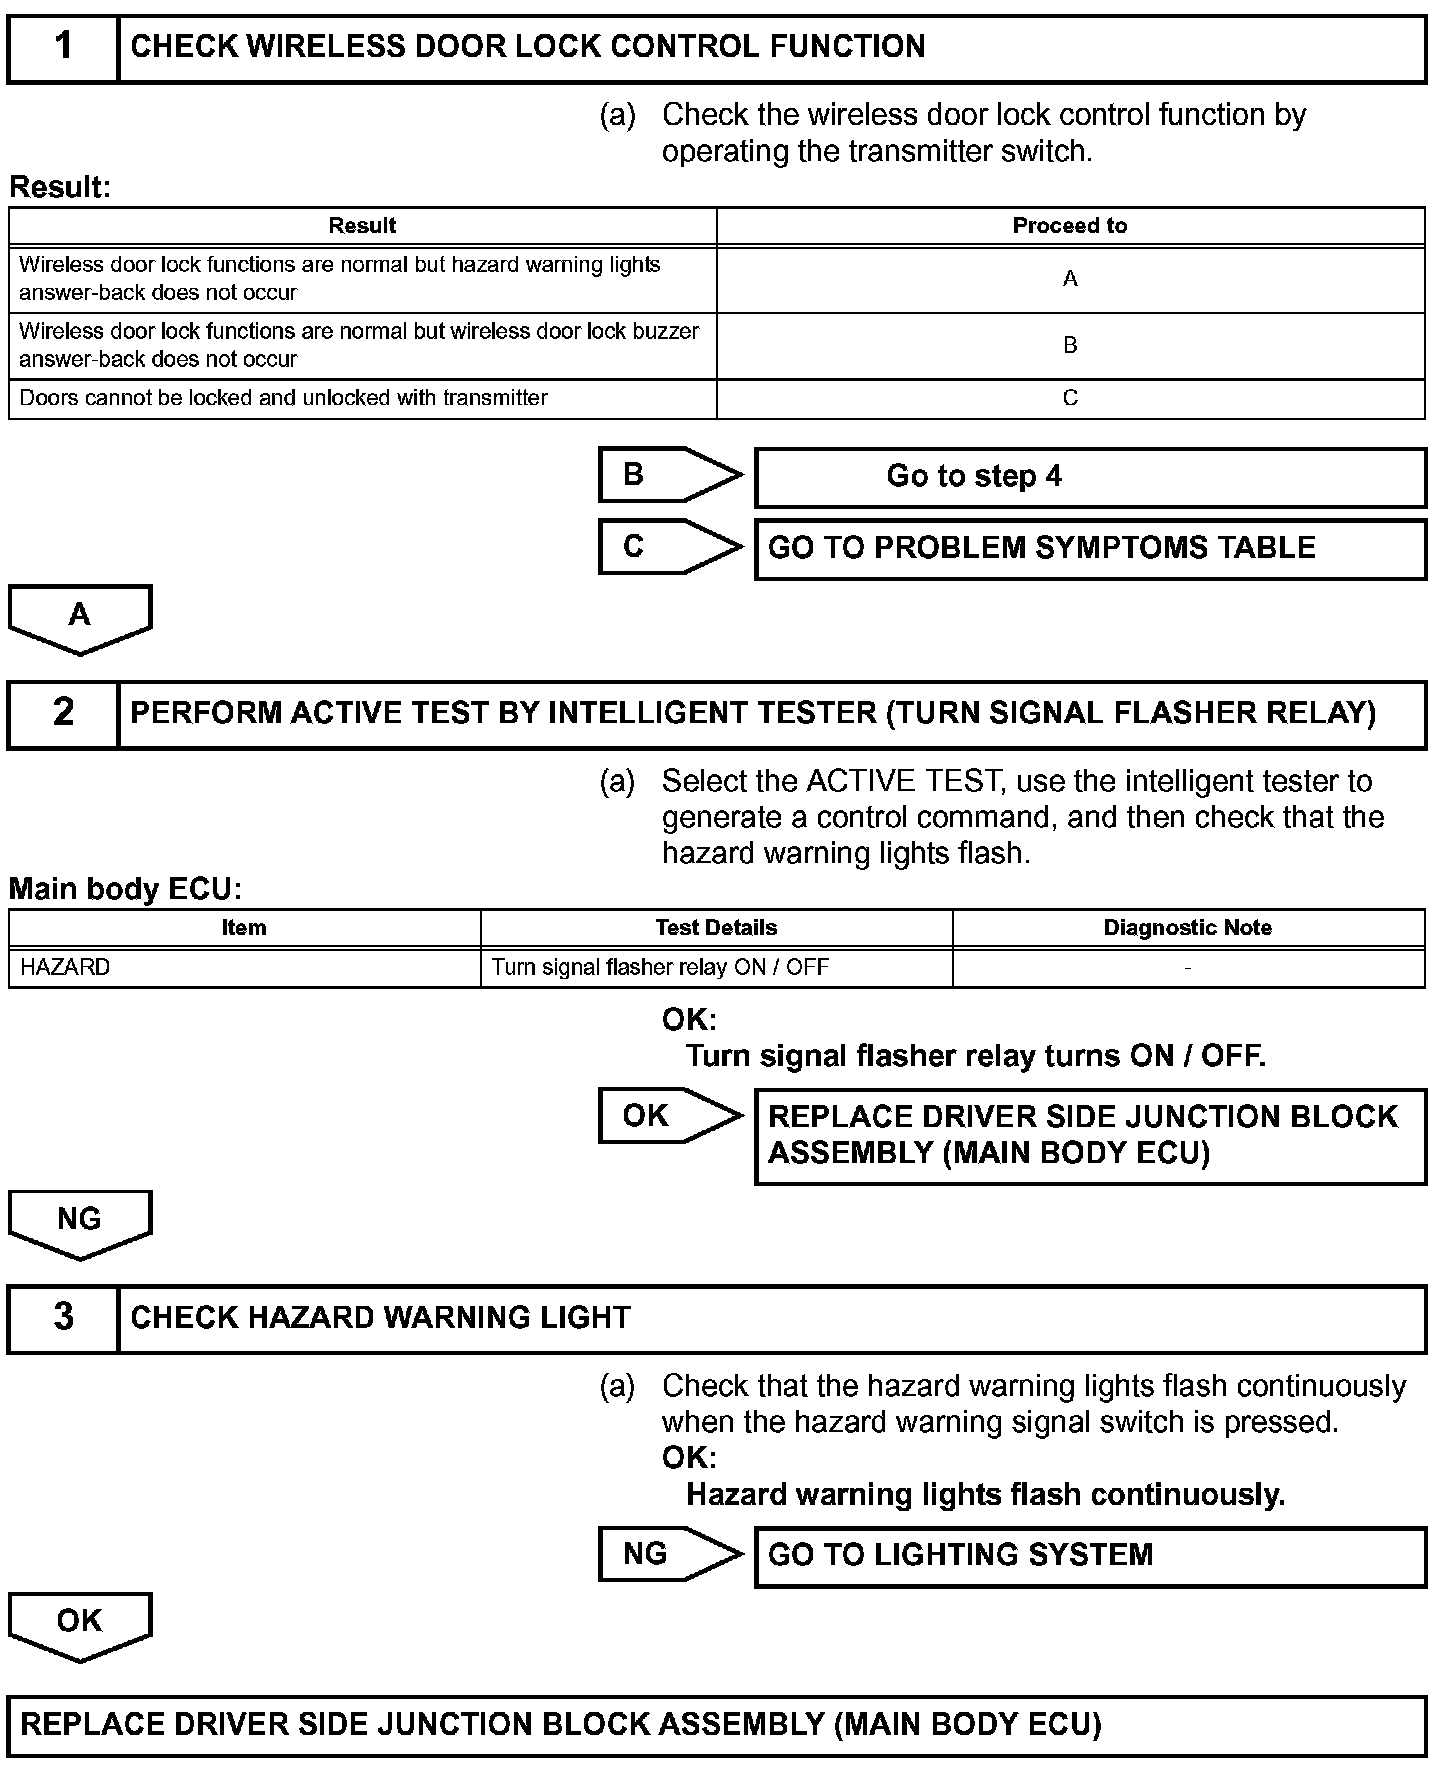 1 CHECK WIRELESS DOOR LOCK CONTROL FUNCTION
(a) Check the wireless door lock control function by
operating the transmitter switch.
Result:
Result Proceed to
Wireless door lock functions are normal but hazard warning lights
answer-back does not occur
A
Wireless door lock functions are normal but wireless door lock buzzer
answer-back does not occur
B
Doors cannot be locked and unlocked with transmitter C
B Go to step 4
C GO TO PROBLEM SYMPTOMS TABLE
A
2 PERFORM ACTIVE TEST BY INTELLIGENT TESTER (TURN SIGNAL FLASHER RELAY)
(a) Select the ACTIVE TEST, use the intelligent tester to
generate a control command, and then check that the
hazard warning lights flash.
Main body ECU:
Item Test Details Diagnostic Note
HAZARD Turn signal flasher relay ON / OFF -
OK:
Turn signal flasher relay turns ON / OFF.
OK REPLACE DRIVER SIDE JUNCTION BLOCK
ASSEMBLY (MAIN BODY ECU)
NG
3 CHECK HAZARD WARNING LIGHT
(a) Check that the hazard warning lights flash continuously
when the hazard warning signal switch is pressed.
OK:
Hazard warning lights flash continuously.
NG GO TO LIGHTING SYSTEM
OK
REPLACE DRIVER SIDE JUNCTION BLOCK ASSEMBLY (MAIN BODY ECU)